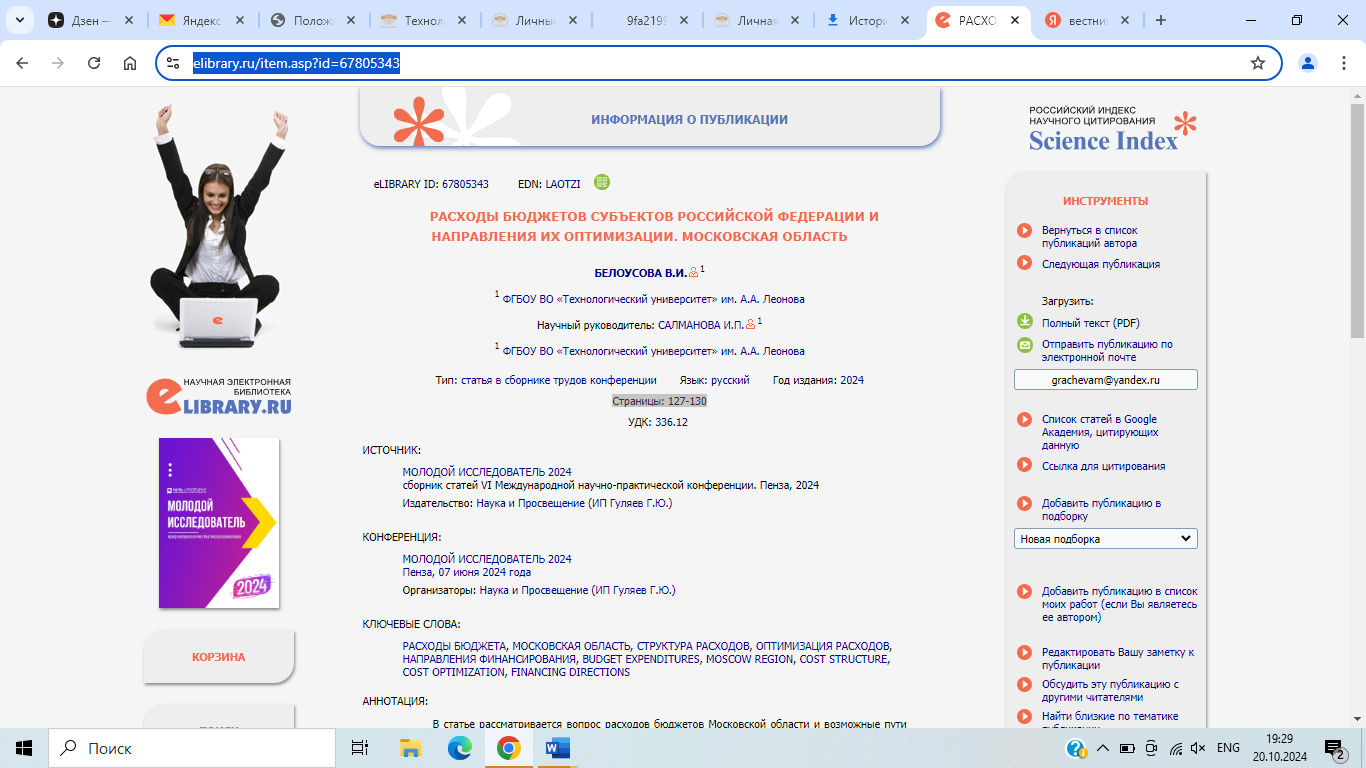 Дзен —
Яндекс
Полож
Технол
Личны
9fa2199
Личная
Истори
РАСХО
вестни
elibrary.ru/item.asp?id=67805343
ИНФОРМАЦИЯ О ПУБЛИКАЦИИ
РОССИЙСКИЙ ИНДЕКС
НАУЧНОГО ЦИТИРОВАНИЯ
Science Index
eLIBRARY ID: 67805343 EDN: LAOTZI
РАСХОДЫ БЮДЖЕТОВ СУБЪЕКТОВ РОССИЙСКОЙ ФЕДЕРАЦИИ И
НАПРАВЛЕНИЯ ИХ ОПТИМИЗАЦИИ. МОСКОВСКАЯ ОБЛАСТЬ
БЕЛОУСОВА В.И. 1
1 ФГБОУ ВО «Технологический университет» им. А.А. Леонова
Научный руководитель: САЛМАНОВА И.П. 1
1 ФГБОУ ВО «Технологический университет» им. А.А. Леонова
Тип: статья в сборнике трудов конференции Язык: русский Год издания: 2024
Страницы: 127-130
УДК: 336.12
ИСТОЧНИК:
МОЛОДОЙ ИССЛЕДОВАТЕЛЬ 2024
сборник статей VI Международной научно-практической конференции. Пенза, 2024
Издательство: Наука и Просвещение (ИП Гуляев Г.Ю.)
КОНФЕРЕНЦИЯ:
МОЛОДОЙ ИССЛЕДОВАТЕЛЬ 2024
Пенза, 07 июня 2024 года
Организаторы: Наука и Просвещение (ИП Гуляев Г.Ю.)
КЛЮЧЕВЫЕ СЛОВА:
РАСХОДЫ БЮДЖЕТА, МОСКОВСКАЯ ОБЛАСТЬ, СТРУКТУРА РАСХОДОВ, ОПТИМИЗАЦИЯ РАСХОДОВ,
НАПРАВЛЕНИЯ ФИНАНСИРОВАНИЯ, BUDGET EXPENDITURES, MOSCOW REGION, COST STRUCTURE,
COST OPTIMIZATION, FINANCING DIRECTIONS
АННОТАЦИЯ:
В статье рассматривается вопрос расходов бюджетов Московской области и возможные пути
НАУЧНАЯ ЭЛЕКТРОННАЯ
БИБЛИОТЕКА
eLIBRARY.RU
МОЛОДОЙ
ИССЛЕДОВАТЕЛЬ
2024
КОРЗИНА
ИНСТРУМЕНТЫ
Вернуться в список
публикаций автора
Следующая публикация
Загрузить:
Полный текст (PDF)
Отправить публикацию по
электронной почте
grachevarn@yandex.ru
Список статей в Google
Академия, цитирующих
данную
Ссылка для цитирования
Добавить публикацию в
подборку
Новая подборка
Добавить публикацию в список
моих работ (если Вы являетесь
ее автором)
Редактировать Вашу заметку к
публикации
Обсудить эту публикацию с
другими читателями
Найти близкие по тематике
Поиск
ENG
19:29
20.10.2024
2